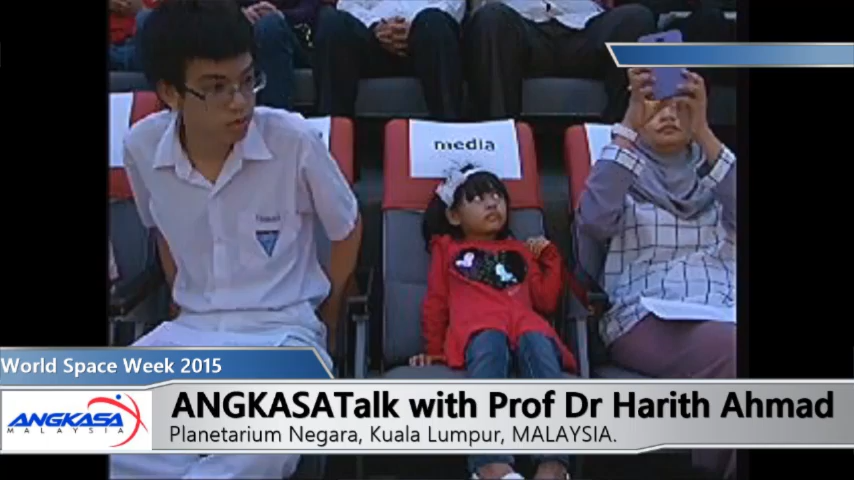 media
World Space Week 2015
ANGKASA
MALAYSIA
ANGKASATalk with Prof Dr Harith Ahmad
Planetarium Negara, Kuala Lumpur, MALAYSIA.